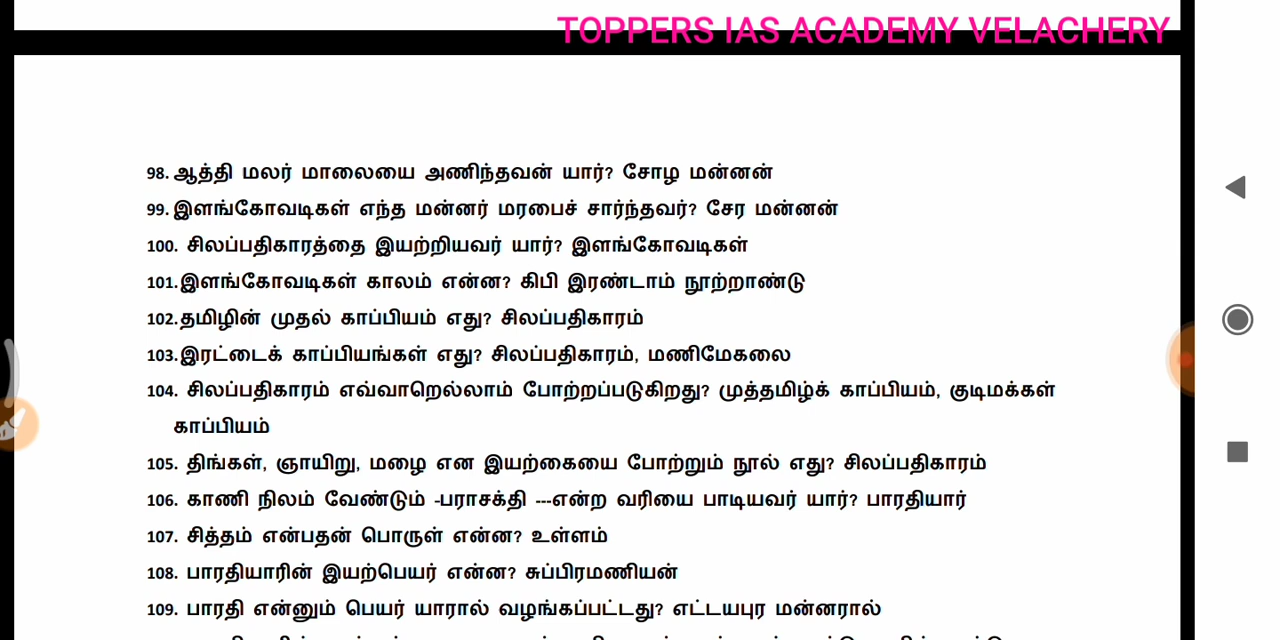 TOPPERS IAS ACADEMY VELACHERY
98. ஆத்தி மலர் மாலையை அணிந்தவன் யார்? சோழ மன்னன்
99. இளங்கோவடிகள் எந்த மன்னர் மரபைச் சார்ந்தவர்? சேர மன்னன்
100. சிலப்பதிகாரத்தை இயற்றியவர் யார்? இளங்கோவடிகள்
101.இளங்கோவடிகள் காலம் என்ன? கிபி இரண்டாம் நூற்றாண்டு
102.தமிழின் முதல் காப்பியம் எது? சிலப்பதிகாரம்
103.இரட்டைக் காப்பியங்கள் எது? சிலப்பதிகாரம், மணிமேகலை
104. சிலப்பதிகாரம் எவ்வாறெல்லாம் போற்றப்படுகிறது? முத்தமிழ்க் காப்பியம், குடிமக்கள்
காப்பியம்
105. திங்கள், ஞாயிறு, மழை என இயற்கையை போற்றும் நூல் எது? சிலப்பதிகாரம்
106. காணி நிலம் வேண்டும் -பராசக்தி ---என்ற வரியை பாடியவர் யார்? பாரதியார்
107. சித்தம் என்பதன் பொருள் என்ன? உள்ளம்
108. பாரதியாரின் இயற்பெயர் என்ன? சுப்பிரமணியன்
109. பாரதி என்னும் பெயர் யாரால் வழங்கப்பட்டது? எட்டயபுர மன்னரால்